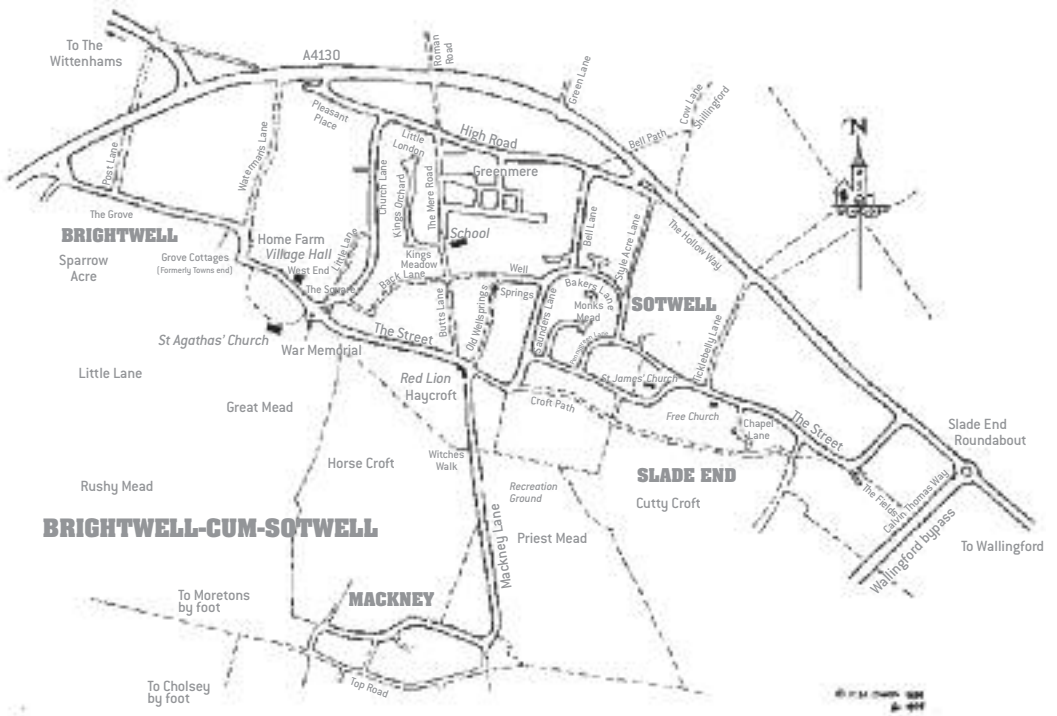 To The
Wittenhams
A4130
Roman
Road
Green Lane
Cow Lane
Shillingford
N
Pleasant
Place
High Road
Bell Path
Post Lane
Waterman's Lane
Church Lane
Little
London
Kings Orchard
The Mere Road
Greenmere
School
Bell Lane
Style Acre Lane
The Hollow Way
The Grove
BRIGHTWELL
Sparrow
Acre
Grove Cottages
(Formerly Towns end)
Home Farm
Village Hall
West End
The Square
Little Lane
Kings
Meadow
Back Lane
Well
Springs
Bakers Lane
Monks
Mead
SOTWELL
Butts Lane
Old Wellsprings
Saunders Lane
Ticklebelly Lane
St Agathas' Church
War Memorial
The Street
Red Lion
Haycroft
St James' Church
Croft Path
Free Church
Chapel
Lane
The Street
Slade End
Roundabout
Little Lane
Great Mead
Horse Croft
Witches
Walk
Recreation
Ground
SLADE END
Cutty Croft
The Fields
Calvin Thomas Way
Wallingford bypass
To Wallingford
Rushy Mead
BRIGHTWELL-CUM-SOTWELL
Mackney Lane
Priest Mead
To Moretons
by foot
MACKNEY
To Cholsey
by foot
Top Road